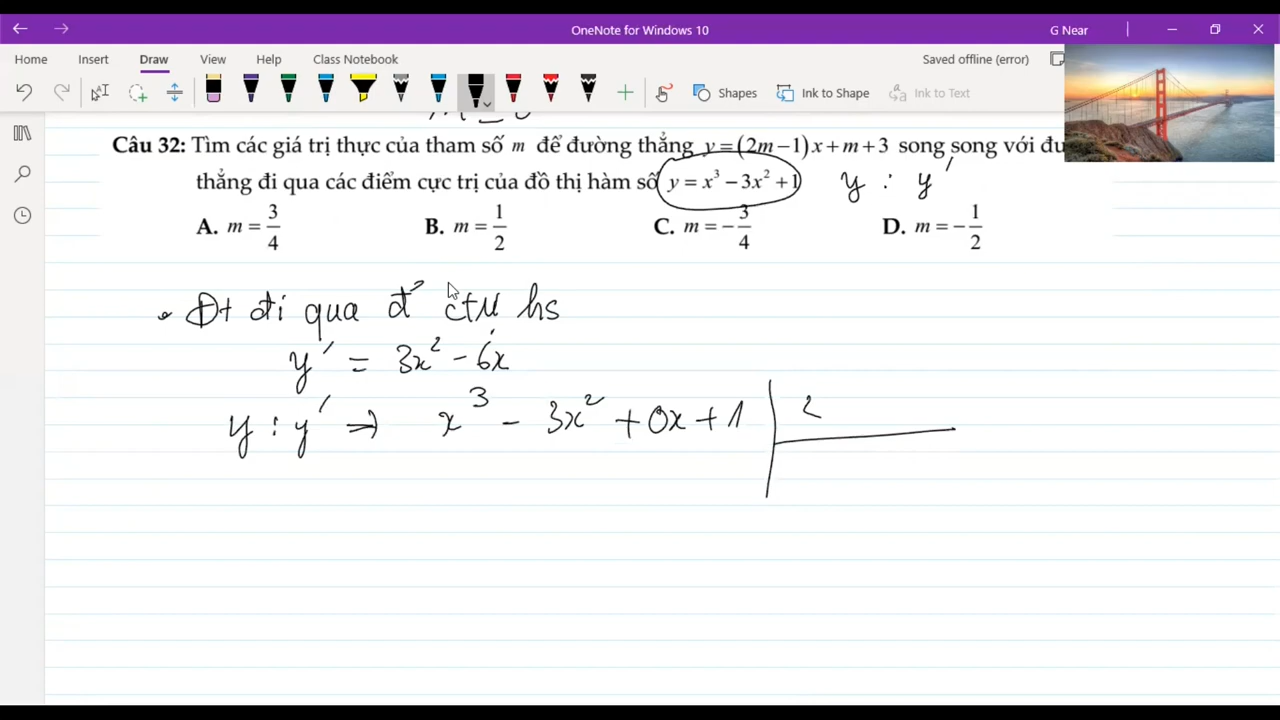 OneNote for Windows 10
G Near
Home Insert Draw View Help Class Notebook
Saved offline (error)
Shapes Ink to Shape Ink to Text
Câu 32: Tìm các giá trị thực của tham số m để đường thẳng y = (2m − 1)x + m + 3 song song với
thẳng đi qua các điểm cực trị của đồ thị hàm số y = x³ − 3x² + 1 y : y'
A. m = 3/4 B. m = 1/2 C. m = −3/4 D. m = −1/2
Đt đi qua đ² hs
y' = 3x² − 6x
y : y' ⇒ x³ − 3x² + 0x + 1 | 2